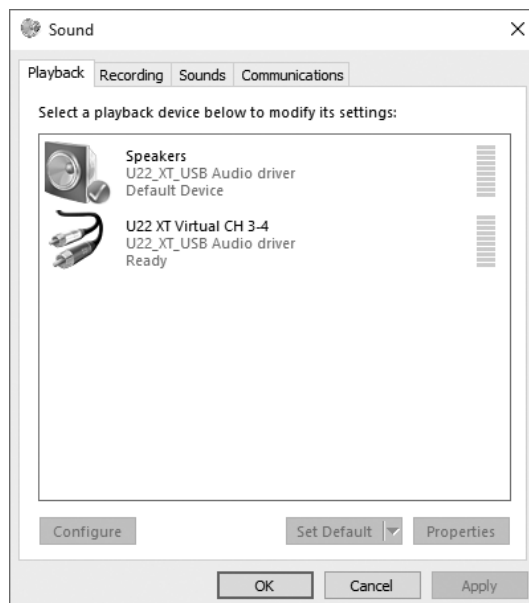 Sound
Playback Recording Sounds Communications
Select a playback device below to modify its settings:
Speakers
U22_XT_USB Audio driver
Default Device
U22 XT Virtual CH 3-4
U22_XT_USB Audio driver
Ready
Configure Set Default Properties
OK Cancel Apply